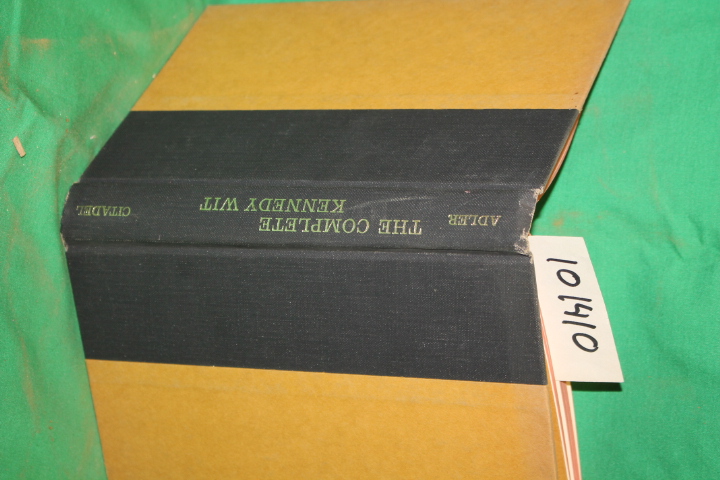 ADLER
THE COMPLETE
KENNEDY WIT
CITADEL
101410